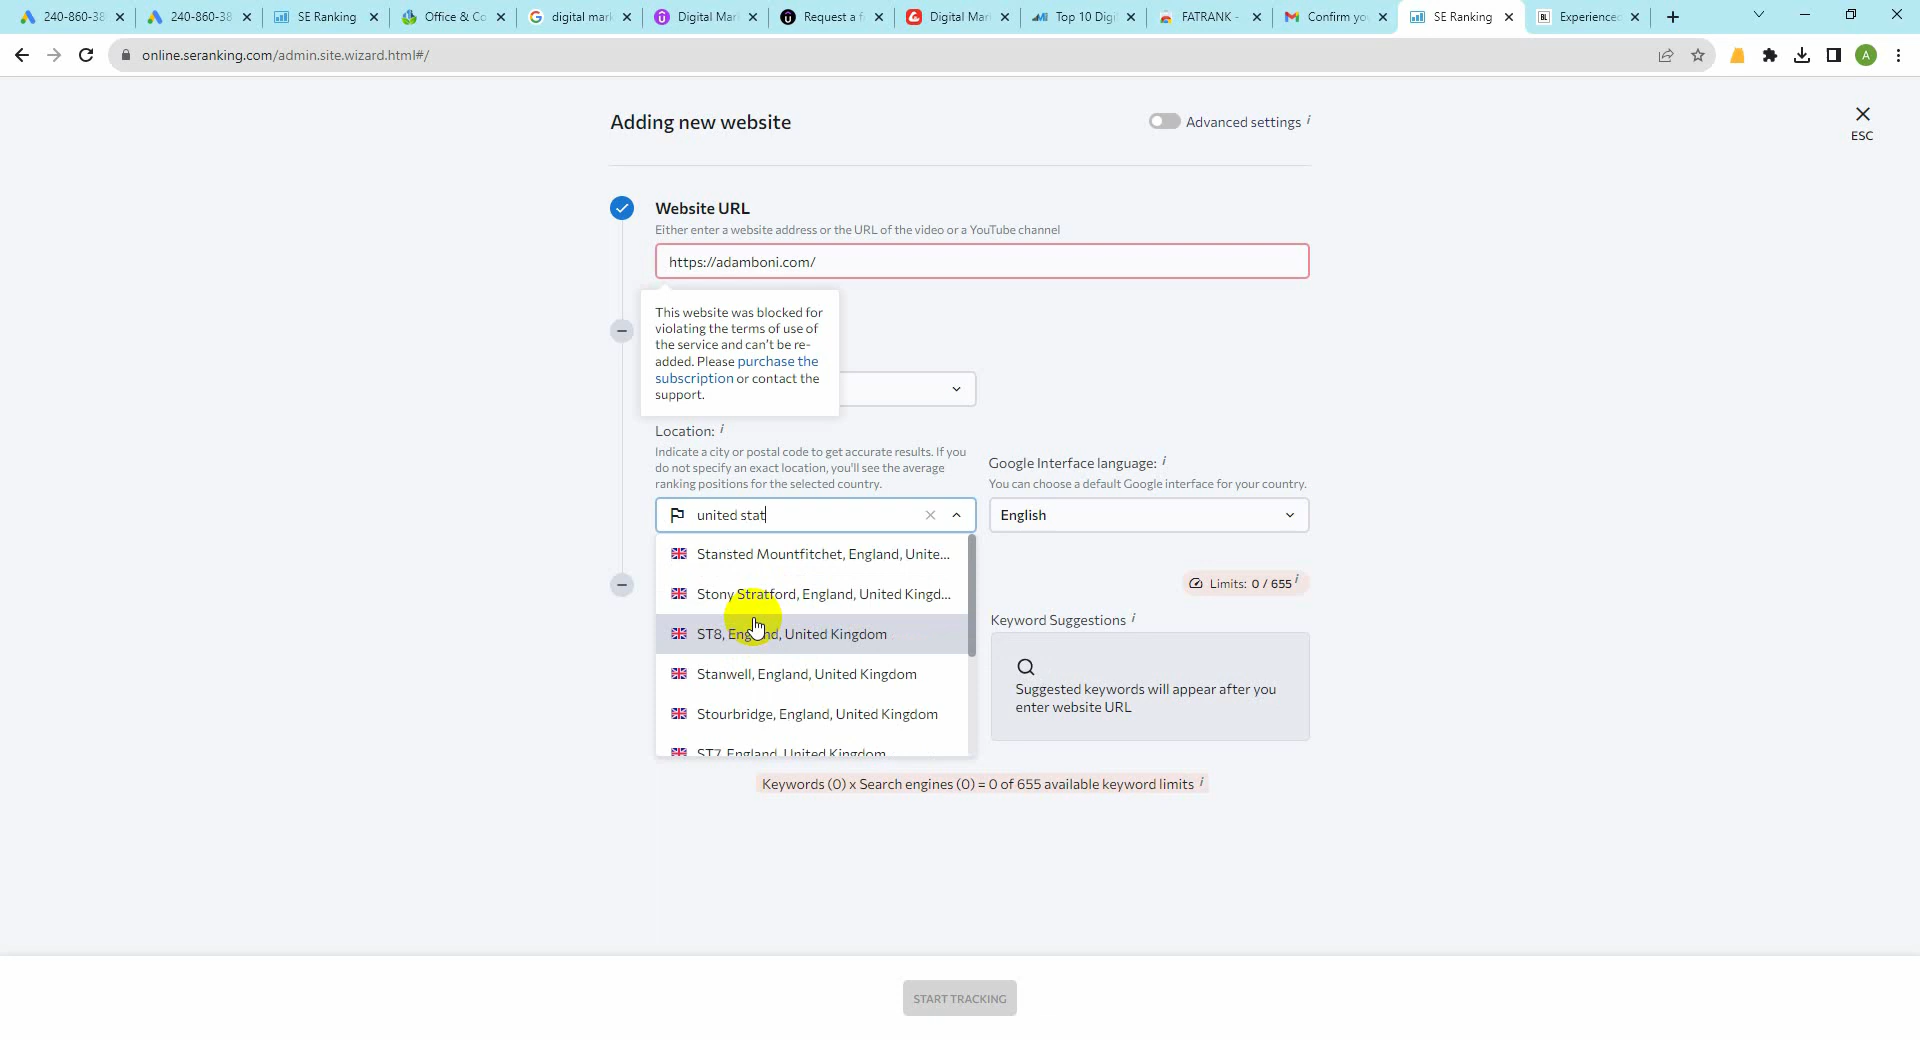 240-860-38
240-860-38
SE Ranking
Office & Co
digital mark
Digital Mar
Request a f
Digital Mar
Top 10 Digi
FATRANK -
Confirm yo
SE Ranking
Experienced
online.seranking.com/admin.site.wizard.html#/
A
Adding new website
Advanced settings i
ESC
Website URL
Either enter a website address or the URL of the video or a YouTube channel
https://adamboni.com/
This website was blocked for
violating the terms of use of
the service and can't be re-
added. Please purchase the
subscription or contact the
support.
Location: i
Indicate a city or postal code to get accurate results. If you
do not specify an exact location, you'll see the average
ranking positions for the selected country.
Google Interface language: i
You can choose a default Google interface for your country.
united stat
English
Stansted Mountfitchet, England, Unite...
Stony Stratford, England, United Kingd...
ST8, England, United Kingdom
Stanwell, England, United Kingdom
Stourbridge, England, United Kingdom
ST7, England, United Kingdom
Limits: 0 / 655 i
Keyword Suggestions i
Suggested keywords will appear after you
enter website URL
Keywords (0) x Search engines (0) = 0 of 655 available keyword limits i
START TRACKING